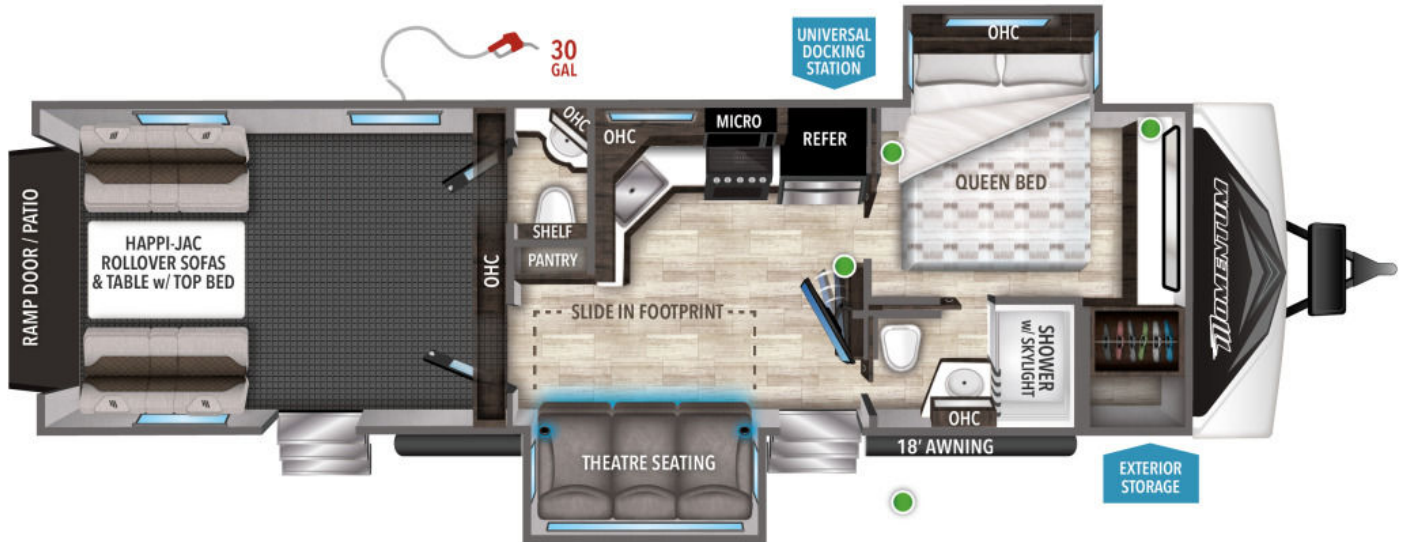 30
GAL
UNIVERSAL
DOCKING
STATION
OHC
OHC
OHC
MICRO
REFER
QUEEN BED
RAMP DOOR / PATIO
HAPPI-JAC
ROLLOVER SOFAS
& TABLE w/ TOP BED
OHC
SHELF
PANTRY
SLIDE IN FOOTPRINT
SHOWER
w/ SKYLIGHT
MOMENTUM
OHC
THEATRE SEATING
18' AWNING
EXTERIOR
STORAGE